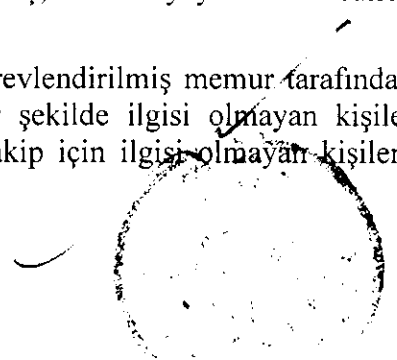 revlendirilmiş memur tarafında
şekilde ilgisi olmayan kişile
akip için ilgisi olmayan kişiler